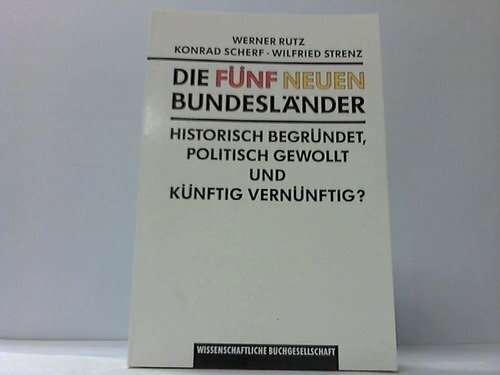 WERNER RUTZ
KONRAD SCHERF · WILFRIED STRENZ
DIE FÜNF NEUEN
BUNDESLÄNDER
HISTORISCH BEGRÜNDET,
POLITISCH GEWOLLT
UND
KÜNFTIG VERNÜNFTIG?
WISSENSCHAFTLICHE BUCHGESELLSCHAFT